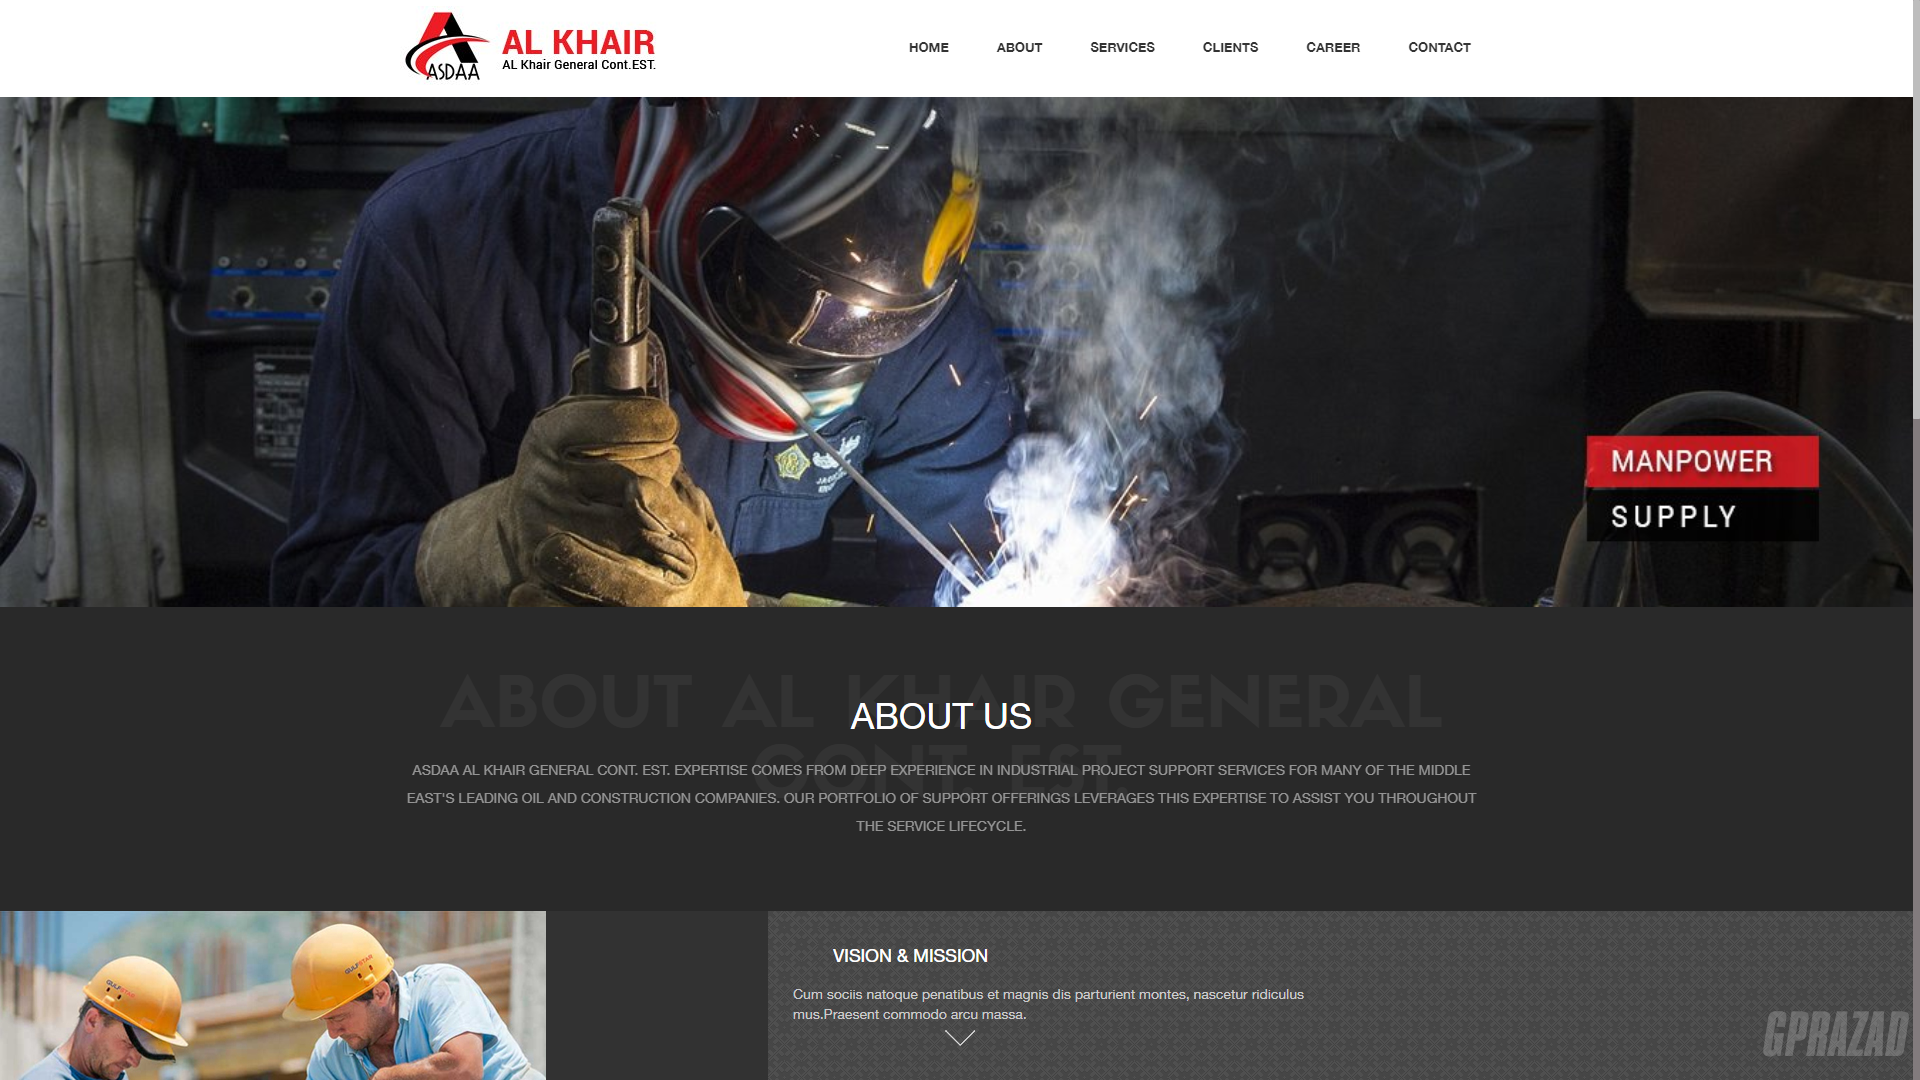 ASDAA
AL KHAIR
AL Khair General Cont.EST.
HOME ABOUT SERVICES CLIENTS CAREER CONTACT
MANPOWER
SUPPLY
ABOUT AL KHAIR GENERAL
CONT. EST.
ABOUT US
ASDAA AL KHAIR GENERAL CONT. EST. EXPERTISE COMES FROM DEEP EXPERIENCE IN INDUSTRIAL PROJECT SUPPORT SERVICES FOR MANY OF THE MIDDLE
EAST'S LEADING OIL AND CONSTRUCTION COMPANIES. OUR PORTFOLIO OF SUPPORT OFFERINGS LEVERAGES THIS EXPERTISE TO ASSIST YOU THROUGHOUT
THE SERVICE LIFECYCLE.
GULFSTAR
GULFSTAR
VISION & MISSION
Cum sociis natoque penatibus et magnis dis parturient montes, nascetur ridiculus
mus.Praesent commodo arcu massa.
GPRAZAD